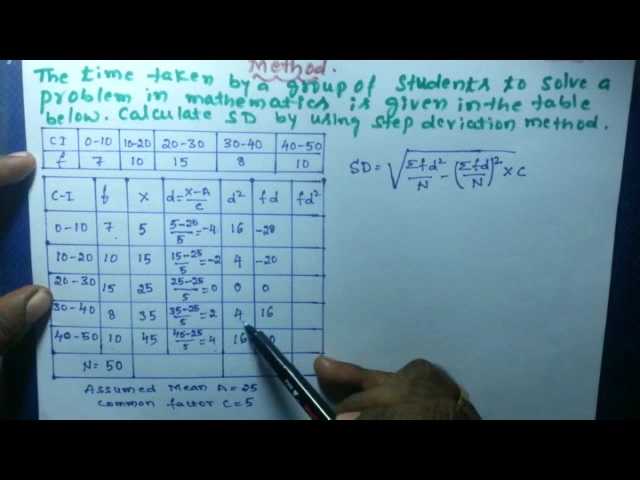 Method.
The time taken by a group of students to solve a
problem in mathematics is given in the table
below. Calculate SD by using step deviation method.
CI 0-10 10-20 20-30 30-40 40-50
f 7 10 15 8 10
SD = √Σfd²/N - (Σfd/N)² × C
C-I f X d = X-A/C d² fd fd²
0-10 7 5 5-25/5 = -4 16 -28
10-20 10 15 15-25/5 = -2 4 -20
20-30 15 25 25-25/5 = 0 0 0
30-40 8 35 35-25/5 = 2 4 16
40-50 10 45 45-25/5 = 4 16
N = 50
Assumed Mean A = 25
Common factor C = 5